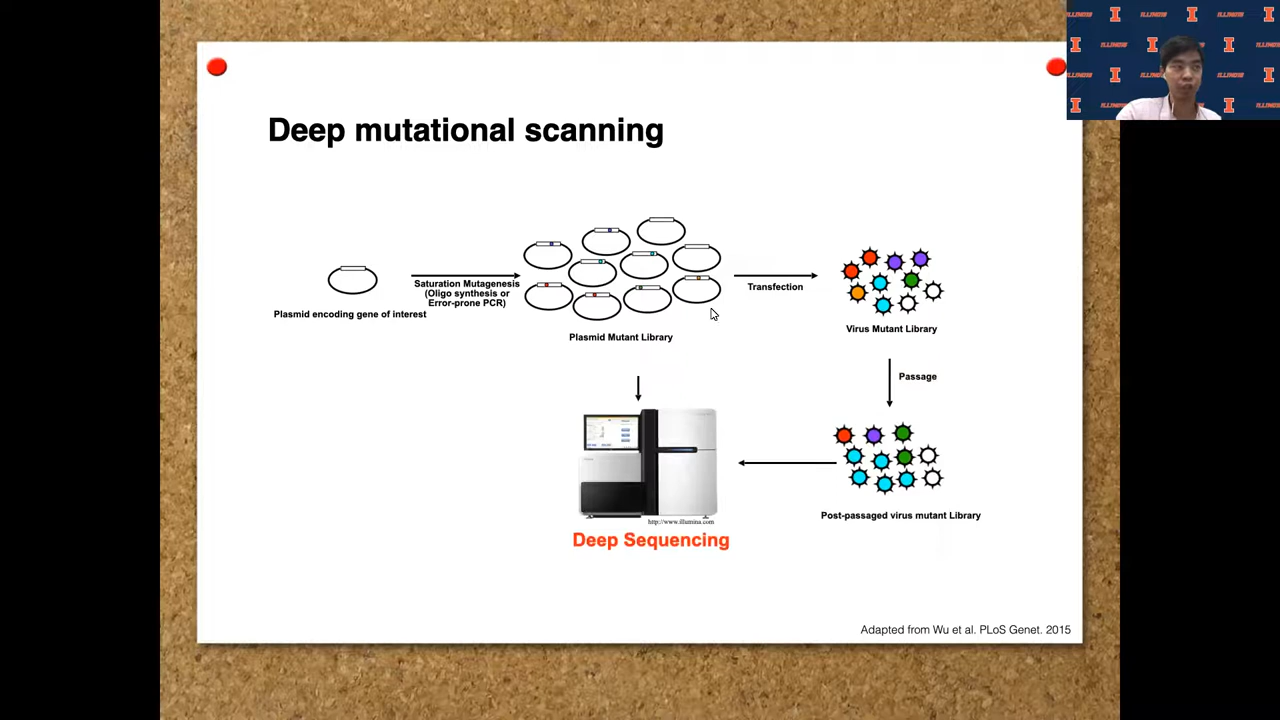 Deep mutational scanning
Plasmid encoding gene of interest
Saturation Mutagenesis
(Oligo synthesis or
Error-prone PCR)
Plasmid Mutant Library
Transfection
Virus Mutant Library
Passage
Post-passaged virus mutant Library
http://www.illumina.com
Deep Sequencing
Adapted from Wu et al. PLoS Genet. 2015
ILLINOIS